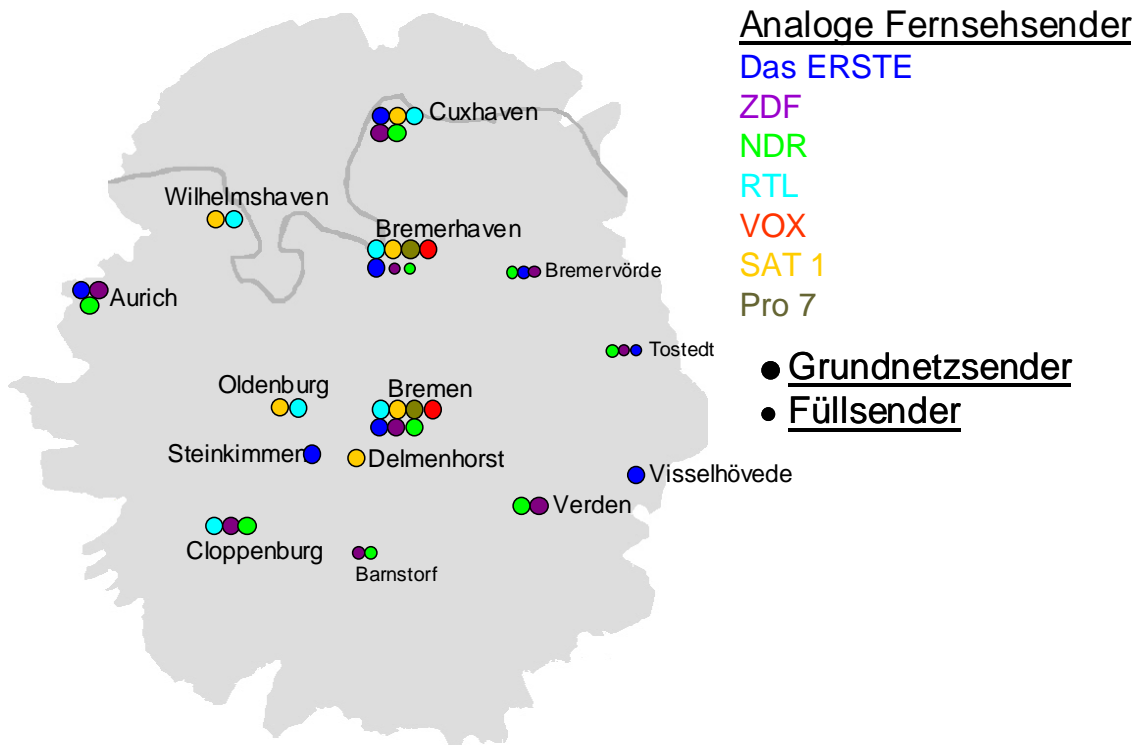 Analoge Fernsehsender
Das ERSTE
ZDF
NDR
RTL
VOX
SAT 1
Pro 7
Grundnetzsender
Füllsender
Cuxhaven
Wilhelmshaven
Bremerhaven
Bremervörde
Aurich
Tostedt
Oldenburg
Bremen
Steinkimmen
Delmenhorst
Visselhövede
Verden
Cloppenburg
Barnstorf